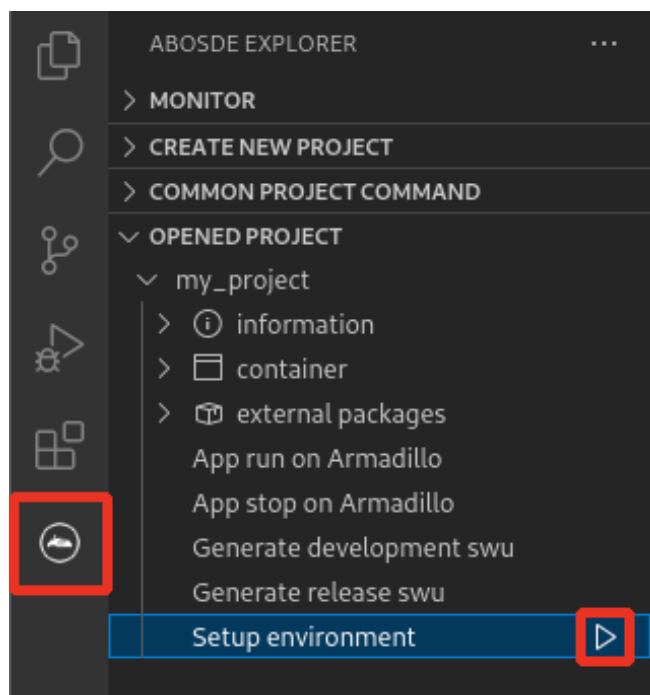 ABOSDE EXPLORER
MONITOR
CREATE NEW PROJECT
COMMON PROJECT COMMAND
OPENED PROJECT
my_project
information
container
external packages
App run on Armadillo
App stop on Armadillo
Generate development swu
Generate release swu
Setup environment